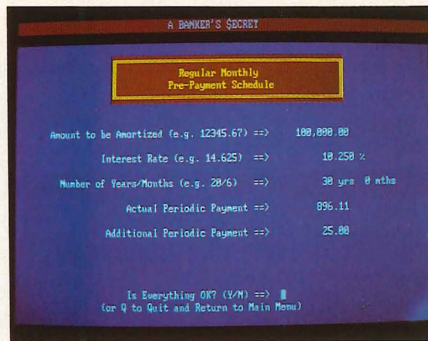 A BANKER'S $ECRET
Regular Monthly
Pre-Payment Schedule
Amount to be Amortized (e.g. 12345.67) ==> 100,000.00
Interest Rate (e.g. 14.625) ==> 10.250 %
Number of Years/Months (e.g. 20/6) ==> 30 yrs 0 mths
Actual Periodic Payment ==> 896.11
Additional Periodic Payment ==> 25.00
Is Everything OK? (Y/N) ==>
(or Q to Quit and Return to Main Menu)